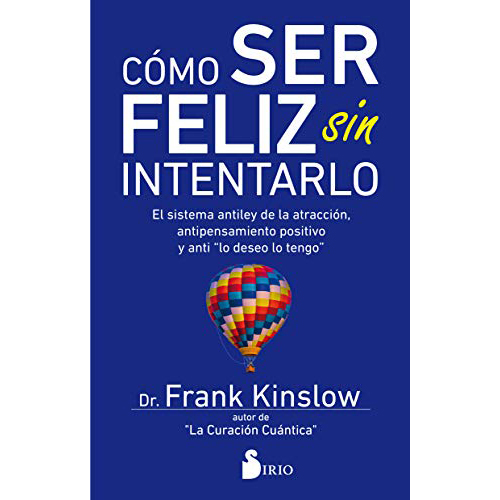 CÓMO SER
FELIZ sin
INTENTARLO
El sistema antiley de la atracción,
antipensamiento positivo
y anti “lo deseo lo tengo”
Dr. Frank Kinslow
autor de
"La Curación Cuántica"
SIRIO